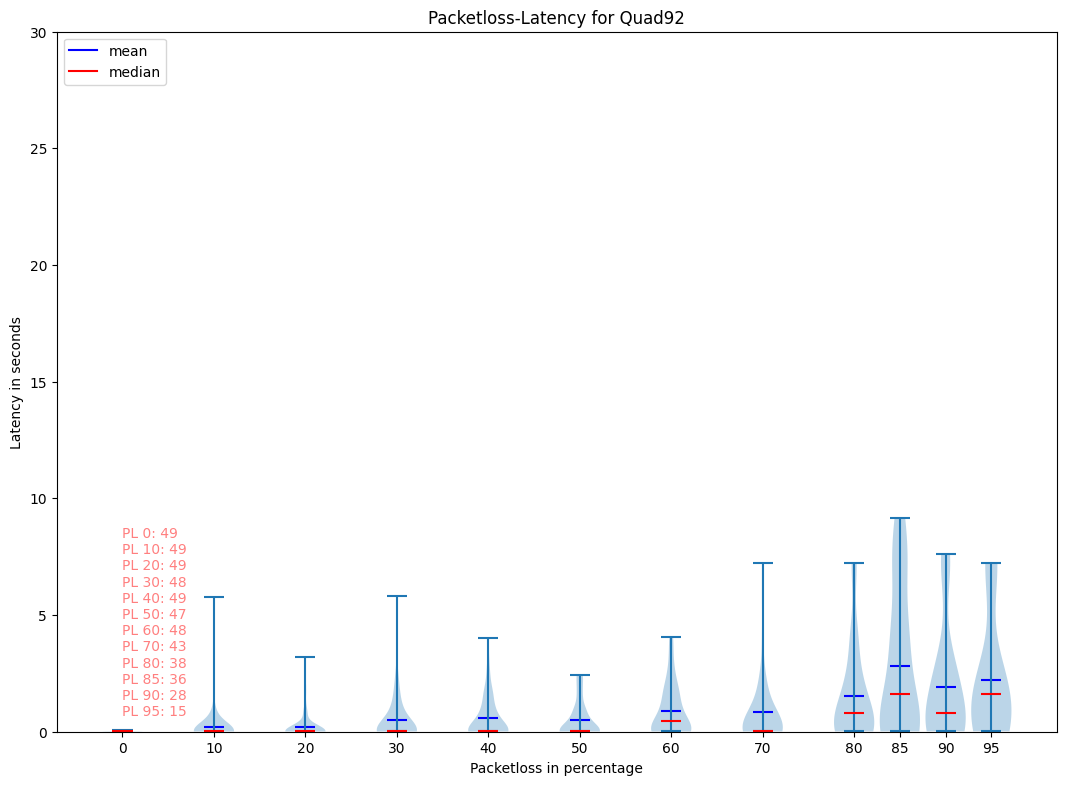 Packetloss-Latency for Quad92
mean
median
30
25
20
15
10
5
0
Latency in seconds
PL 0: 49
PL 10: 49
PL 20: 49
PL 30: 48
PL 40: 49
PL 50: 47
PL 60: 48
PL 70: 43
PL 80: 38
PL 85: 36
PL 90: 28
PL 95: 15
0 10 20 30 40 50 60 70 80 85 90 95
Packetloss in percentage